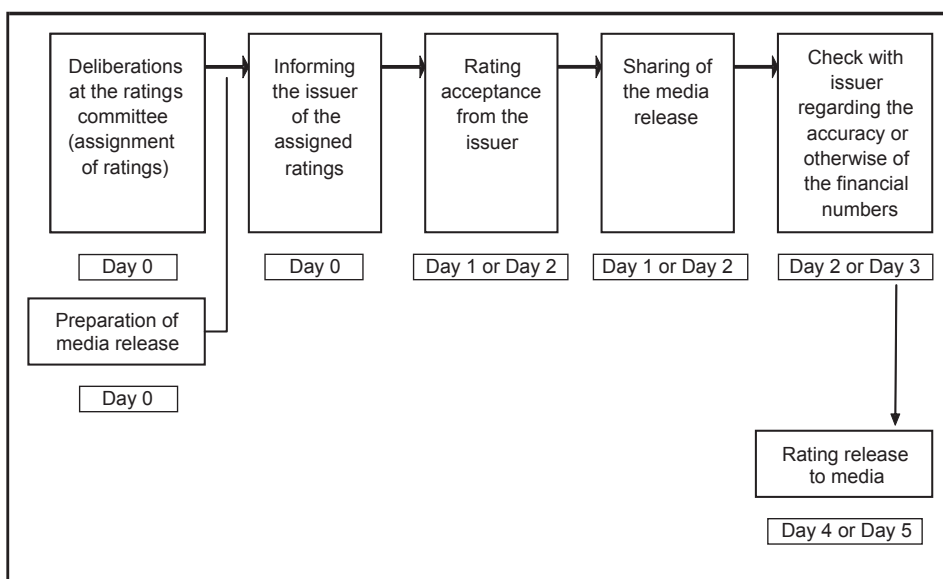 Deliberations
at the ratings
committee
(assignment
of ratings)
Day 0
Preparation of
media release
Day 0
Informing
the issuer
of the
assigned
ratings
Day 0
Rating
acceptance
from the
issuer
Day 1 or Day 2
Sharing of
the media
release
Day 1 or Day 2
Check with
issuer
regarding the
accuracy or
otherwise of
the financial
numbers
Day 2 or Day 3
Rating release
to media
Day 4 or Day 5